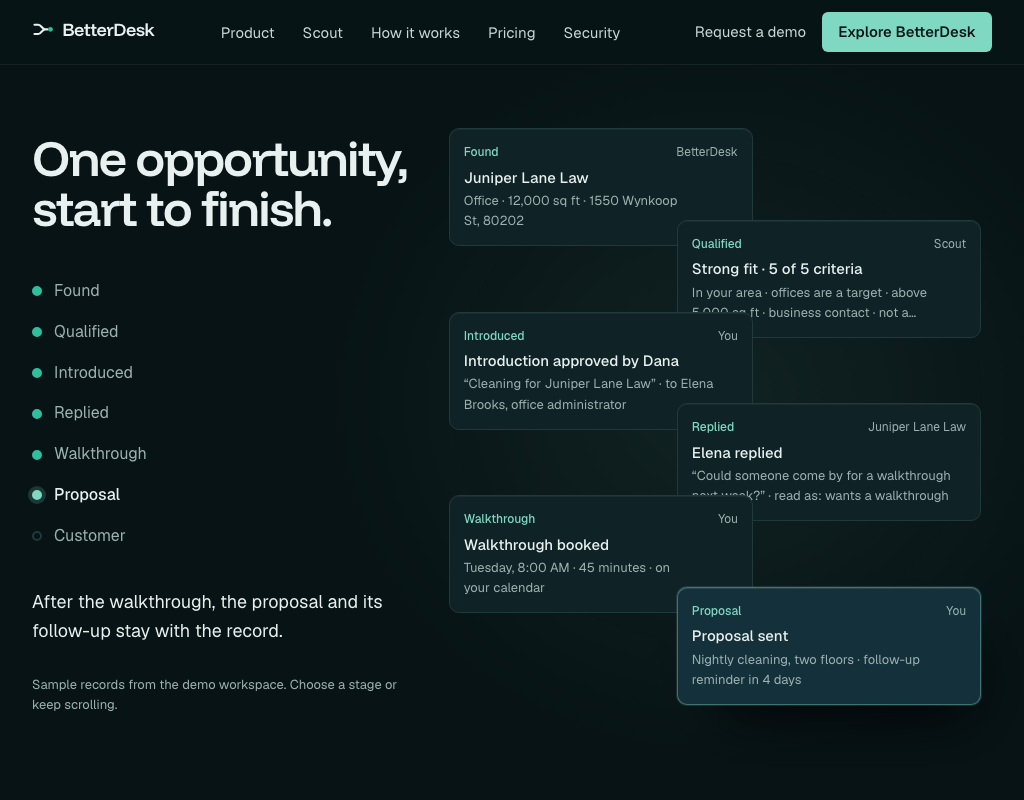 BetterDesk
Product
Scout
How it works
Pricing
Security
Request a demo
Explore BetterDesk
One opportunity,
start to finish.
Found
Qualified
Introduced
Replied
Walkthrough
Proposal
Customer
After the walkthrough, the proposal and its
follow-up stay with the record.
Sample records from the demo workspace. Choose a stage or
keep scrolling.
Found
BetterDesk
Juniper Lane Law
Office · 12,000 sq ft · 1550 Wynkoop
St, 80202
Qualified
Scout
Strong fit · 5 of 5 criteria
In your area · offices are a target · above
5,000 sq ft · business contact · not a…
Introduced
You
Introduction approved by Dana
“Cleaning for Juniper Lane Law” · to Elena
Brooks, office administrator
Replied
Juniper Lane Law
Elena replied
“Could someone come by for a walkthrough
next week?” · read as: wants a walkthrough
Walkthrough
You
Walkthrough booked
Tuesday, 8:00 AM · 45 minutes · on
your calendar
Proposal
You
Proposal sent
Nightly cleaning, two floors · follow-up
reminder in 4 days